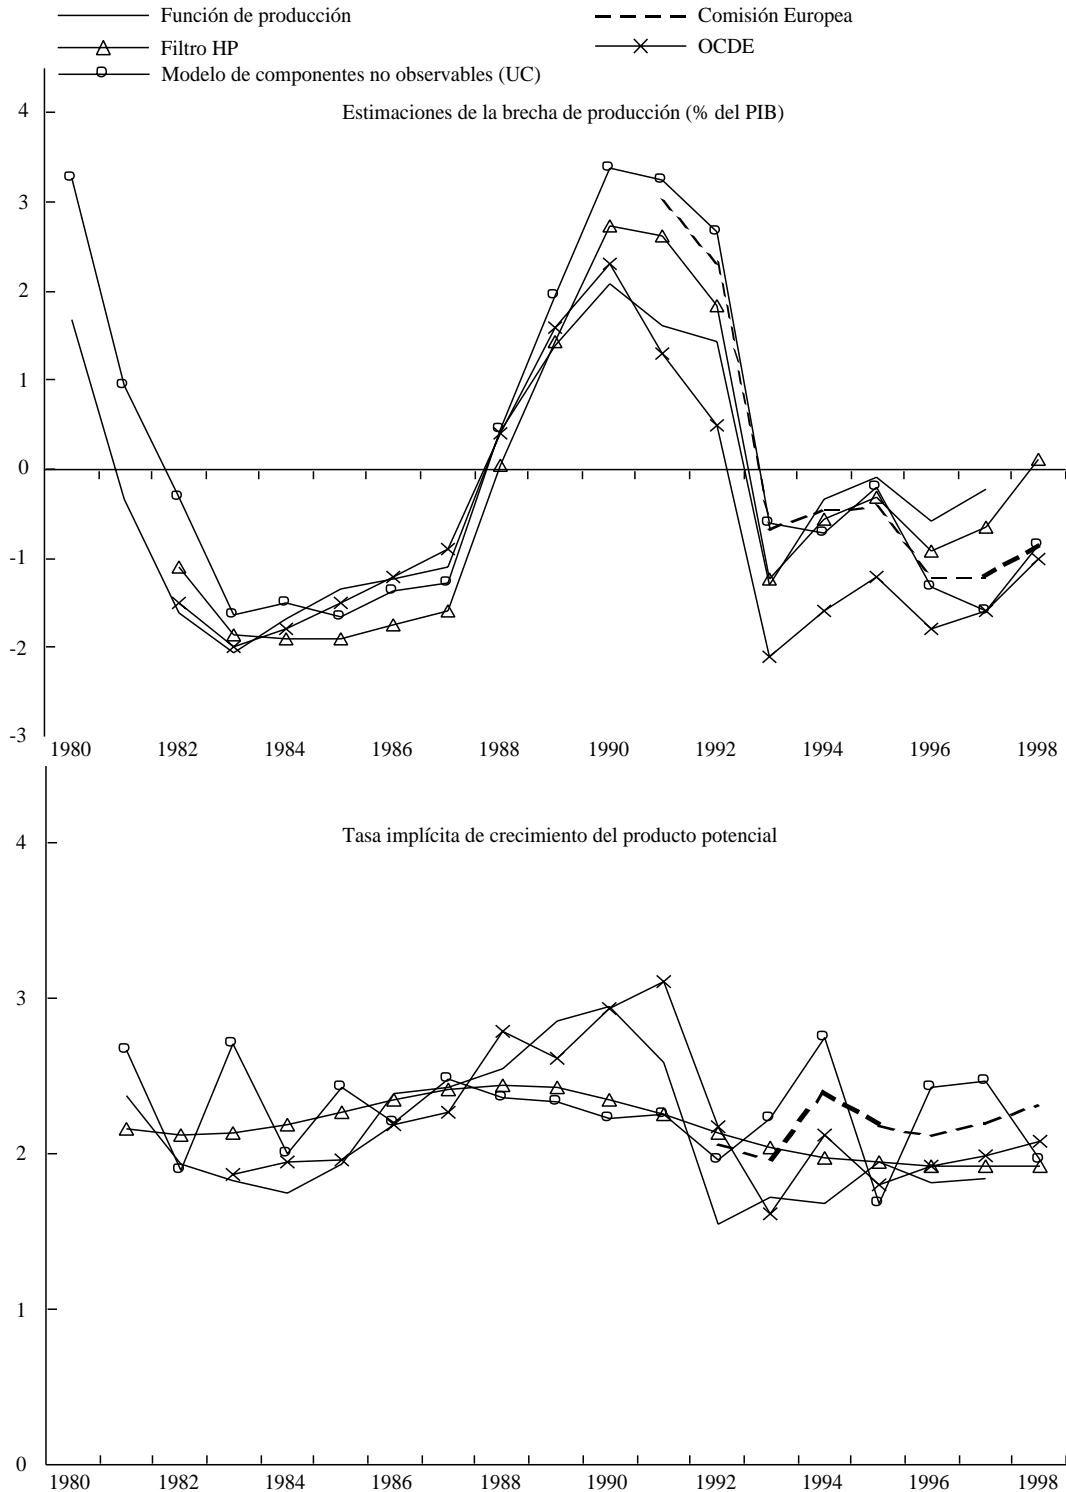 Función de producción
Comisión Europea
Filtro HP
OCDE
Modelo de componentes no observables (UC)
Estimaciones de la brecha de producción (% del PIB)
4
3
2
1
0
-1
-2
-3
1980 1982 1984 1986 1988 1990 1992 1994 1996 1998
Tasa implícita de crecimiento del producto potencial
4
3
2
1
0
1980 1982 1984 1986 1988 1990 1992 1994 1996 1998